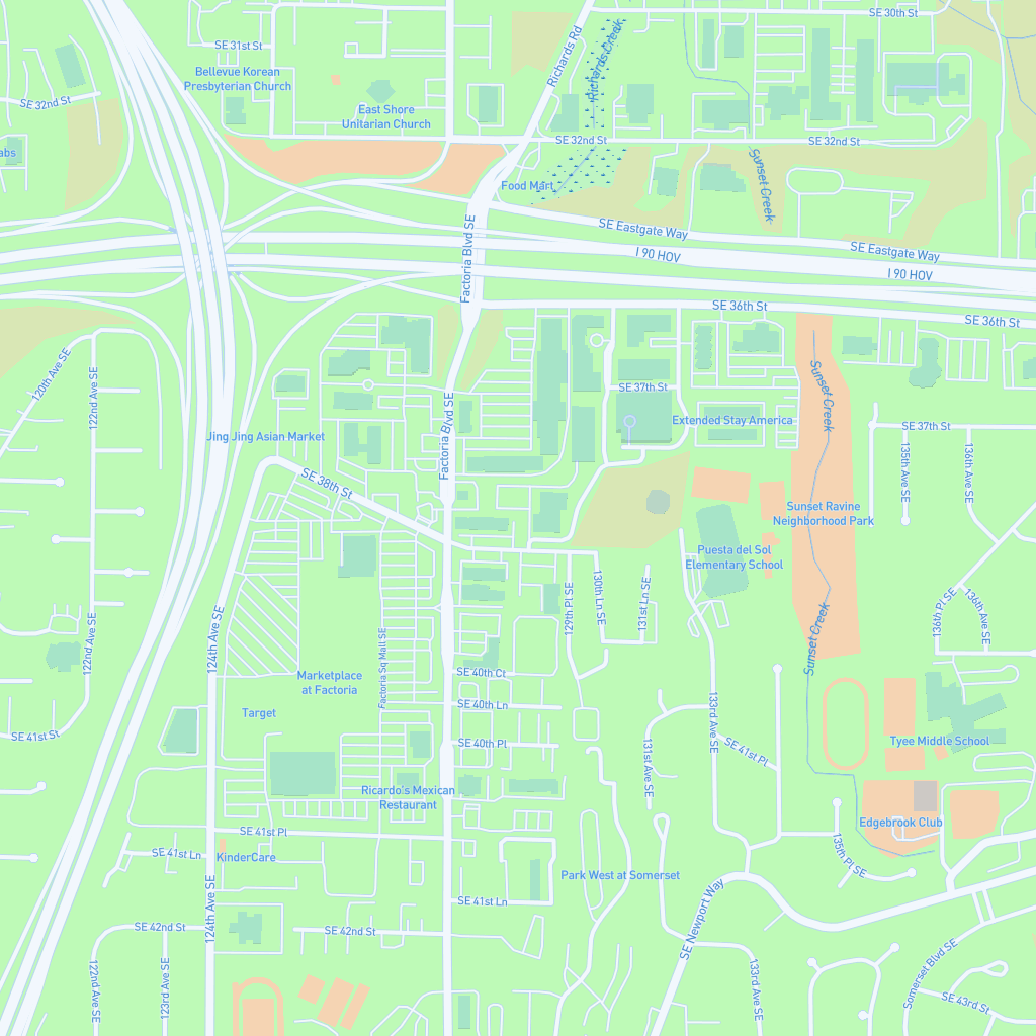 SE 30th St
Richards Rd
Richards Creek
SE 31st St
Bellevue Korean
Presbyterian Church
SE 32nd St
East Shore
Unitarian Church
SE 32nd St
SE 32nd St
abs
Sunset Creek
Food Mart
SE Eastgate Way
SE Eastgate Way
Factoria Blvd SE
I 90 HOV
I 90 HOV
SE 36th St
SE 36th St
120th Ave SE
122nd Ave SE
SE 37th St
Sunset Creek
Factoria Blvd SE
Extended Stay America
SE 37th St
Jing Jing Asian Market
135th Ave SE
136th Ave SE
SE 38th St
Sunset Ravine
Neighborhood Park
Puesta del Sol
Elementary School
129th Pl SE
130th Ln SE
131st Ln SE
136th Pl SE
136th Ave SE
122nd Ave SE
124th Ave SE
Factoria Sq Mall SE
Sunset Creek
SE 40th Ct
Marketplace
at Factoria
SE 40th Ln
133rd Ave SE
Target
SE 41st St
SE 40th Pl
131st Ave SE
SE 41st Pl
Tyee Middle School
Ricardo's Mexican
Restaurant
Edgebrook Club
SE 41st Pl
SE 41st Ln
KinderCare
135th Pl SE
Park West at Somerset
SE 41st Ln
124th Ave SE
SE Newport Way
SE 42nd St
SE 42nd St
122nd Ave SE
123rd Ave SE
133rd Ave SE
Somerset Blvd SE
SE 43rd St